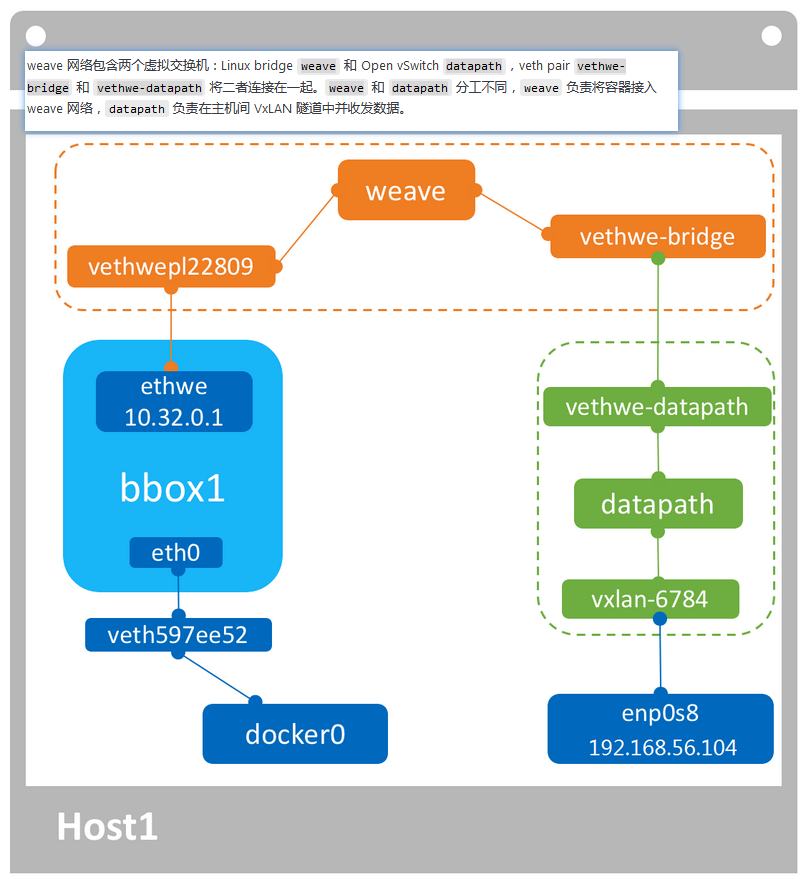 weave 网络包含两个虚拟交换机：Linux bridge weave 和 Open vSwitch datapath，veth pair vethwe-
bridge 和 vethwe-datapath 将二者连接在一起。weave 和 datapath 分工不同，weave 负责将容器接入
weave 网络，datapath 负责在主机间 VxLAN 隧道中并收发数据。
weave
vethwe-bridge
vethwepl22809
ethwe
10.32.0.1
bbox1
eth0
veth597ee52
docker0
vethwe-datapath
datapath
vxlan-6784
enp0s8
192.168.56.104
Host1